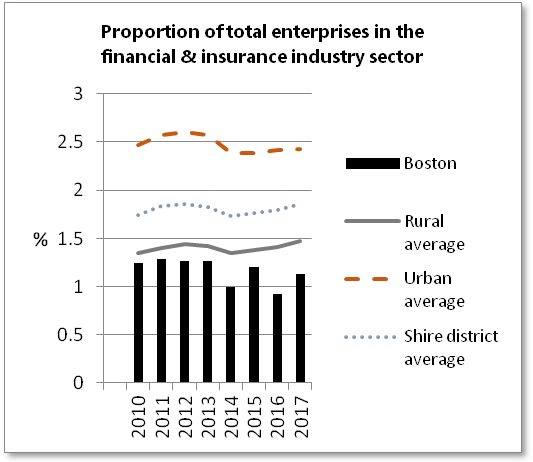 Proportion of total enterprises in the
financial & insurance industry sector
3
2.5
2
1.5
1
0.5
0
%
2010
2011
2012
2013
2014
2015
2016
2017
Boston
Rural
average
Urban
average
Shire district
average